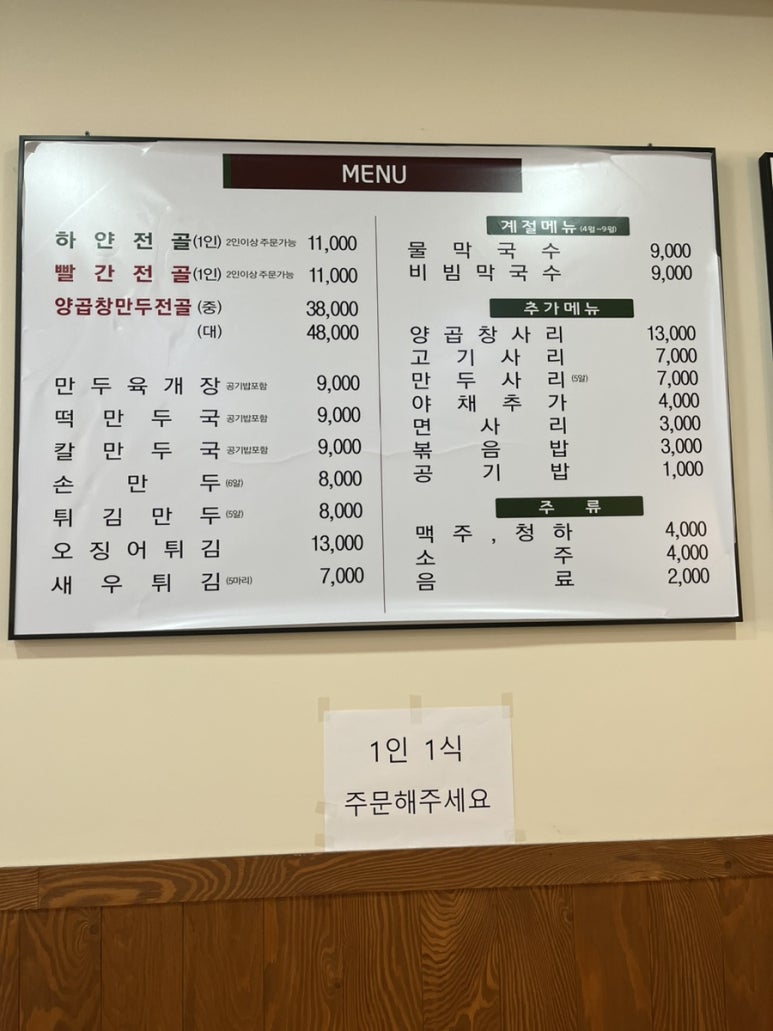 MENU
하얀전골(1인) 2인이상 주문가능 11,000
빨간전골(1인) 2인이상 주문가능 11,000
양곱창만두전골 (중) 38,000
(대) 48,000
만두육개장 공기밥포함 9,000
떡만두국 공기밥포함 9,000
칼만두국 공기밥포함 9,000
손만두 (6알) 8,000
튀김만두 (5알) 8,000
오징어튀김 13,000
새우튀김 (5마리) 7,000
계절메뉴 (4월~9월)
물막국수 9,000
비빔막국수 9,000
추가메뉴
양곱창사리 13,000
고기사리 7,000
만두사리 (5알) 7,000
야채추가 4,000
면사리 3,000
볶음밥 3,000
공기밥 1,000
주류
맥주, 청하 4,000
소주 4,000
음료 2,000
1인 1식
주문해주세요